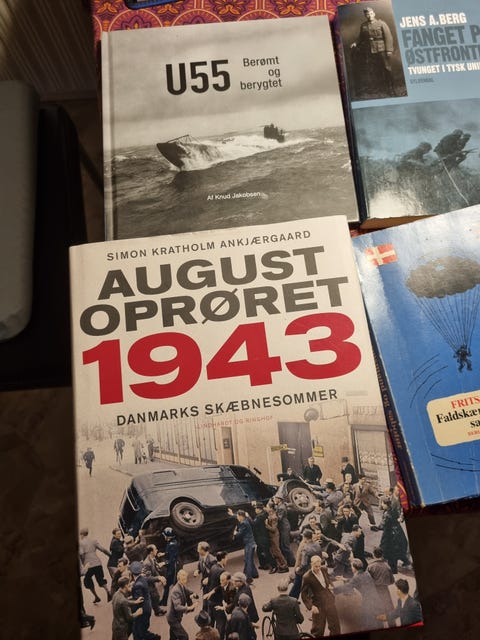 U55 Berømt
og
berygtet
Af Knud Jakobsen
JENS A. BERG
FANGET P
ØSTFRONTE
TVUNGET I TYSK UNI
GYLDENDAL
SIMON KRATHOLM ANKJÆRGAARD
AUGUST
OPRØRET
1943
DANMARKS SKÆBNESOMMER
LINDHARDT OG RINGHOF
FRITS
Faldskær
sa